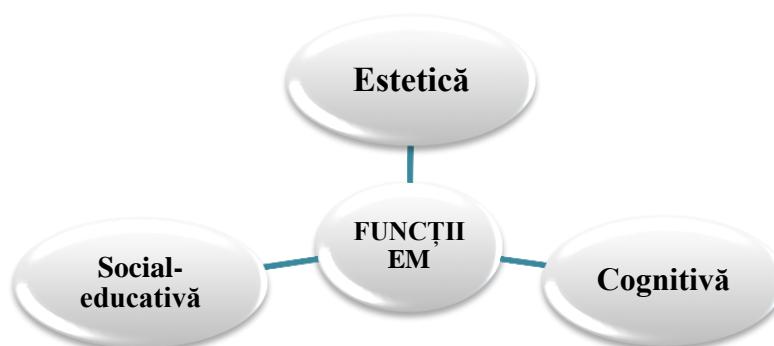 Estetică
FUNCȚII
EM
Social-
educativă
Cognitivă